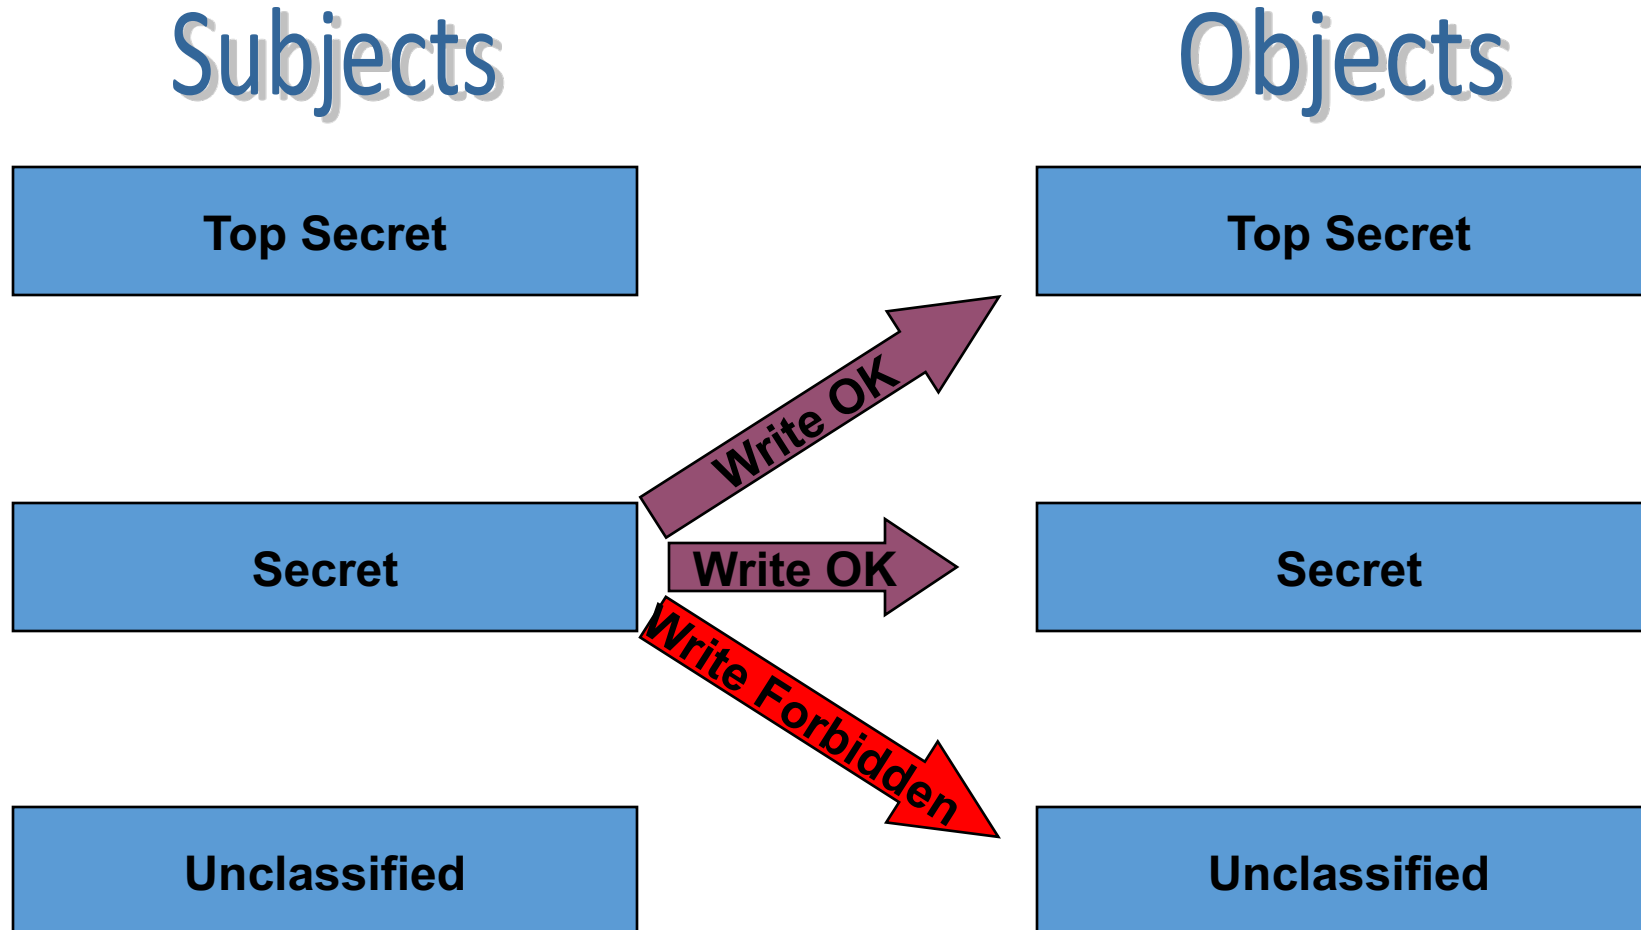 Subjects
Objects
Top Secret
Top Secret
Write OK
Secret
Write OK
Secret
Write Forbidden
Unclassified
Unclassified